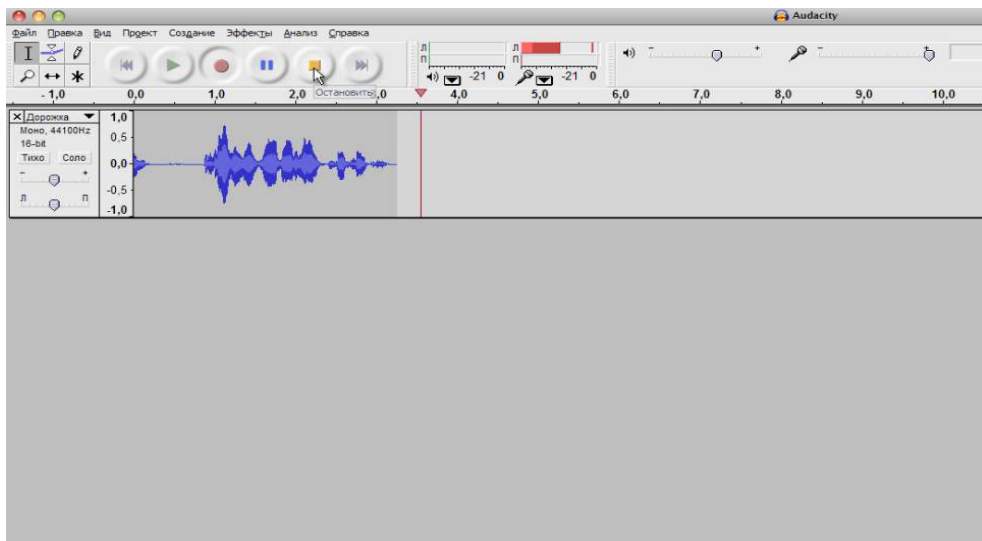 Audacity
Файл Правка Вид Проект Создание Эффекты Анализ Справка
Л
П
-21 0
Л
П
-21 0
- +
- +
Остановить
- 1,0 0,0 1,0 2,0 3,0 4,0 5,0 6,0 7,0 8,0 9,0 10,0
Дорожка
Моно, 44100Hz
16-bit
Тихо Соло
- +
Л П
1,0
0,5
0,0
-0,5
-1,0